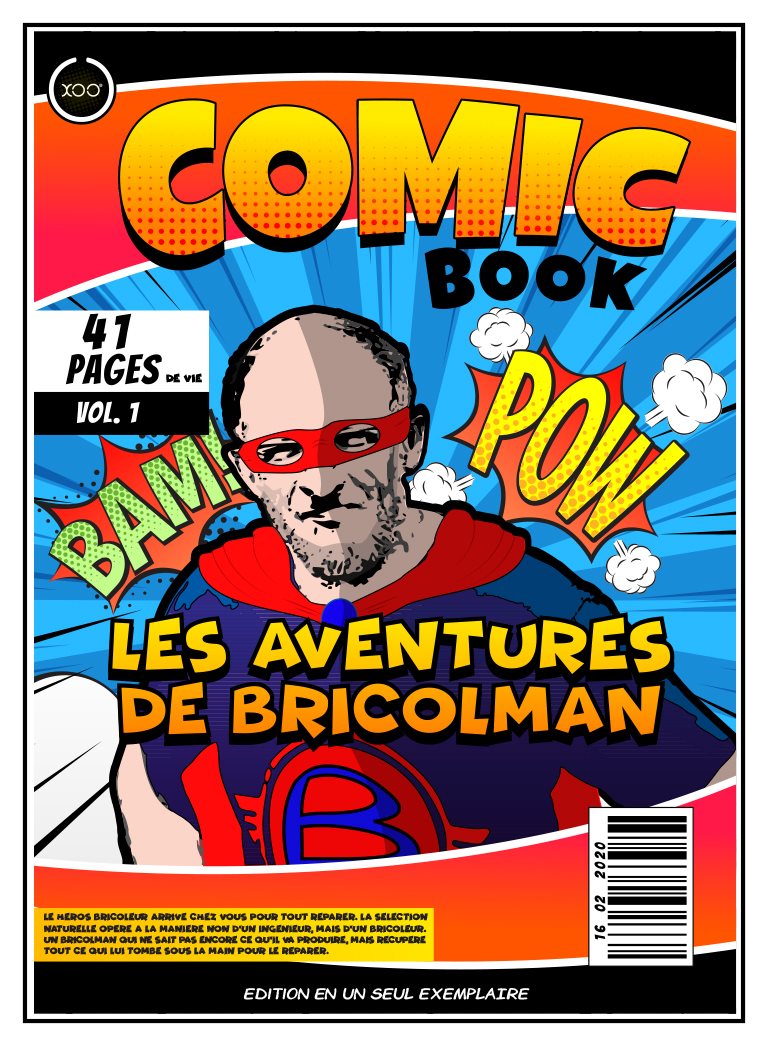 XOO
COMIC
BOOK
41
PAGES DE VIE
VOL. 1
POW
BAM!
LES AVENTURES
DE BRICOLMAN
B
16 02 2020
LE HEROS BRICOLEUR ARRIVE CHEZ VOUS POUR TOUT REPARER. LA SELECTION
NATURELLE OPERE A LA MANIERE NON D'UN INGENIEUR, MAIS D'UN BRICOLEUR.
UN BRICOLMAN QUI NE SAIT PAS ENCORE CE QU'IL VA PRODUIRE, MAIS RECUPERE
TOUT CE QUI LUI TOMBE SOUS LA MAIN POUR LE REPARER.
EDITION EN UN SEUL EXEMPLAIRE